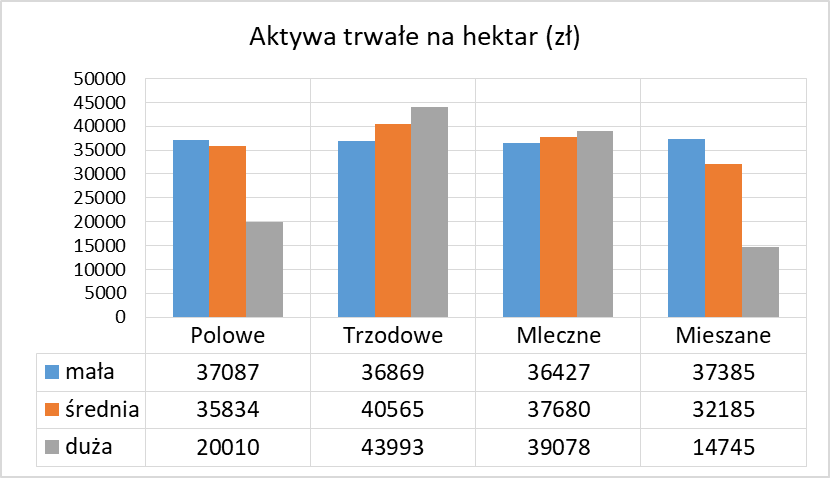 Aktywa trwałe na hektar (zł)
50000
45000
40000
35000
30000
25000
20000
15000
10000
5000
0
Polowe Trzodowe Mleczne Mieszane
mała 37087 36869 36427 37385
średnia 35834 40565 37680 32185
duża 20010 43993 39078 14745